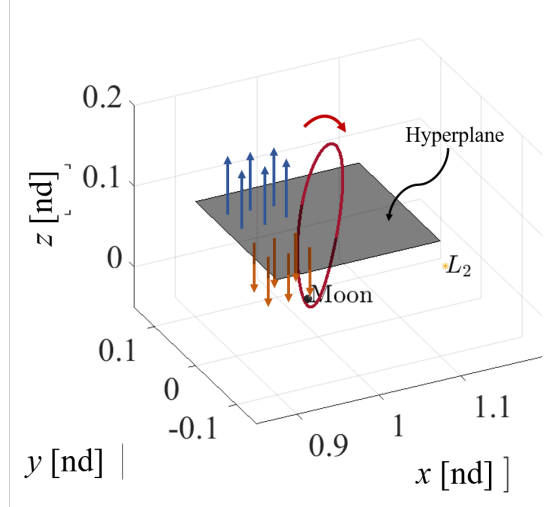 0.2
Hyperplane
0.1
z [nd]
0
L₂
Moon
0.1
0
-0.1
0.9
1
1.1
y [nd]
x [nd]